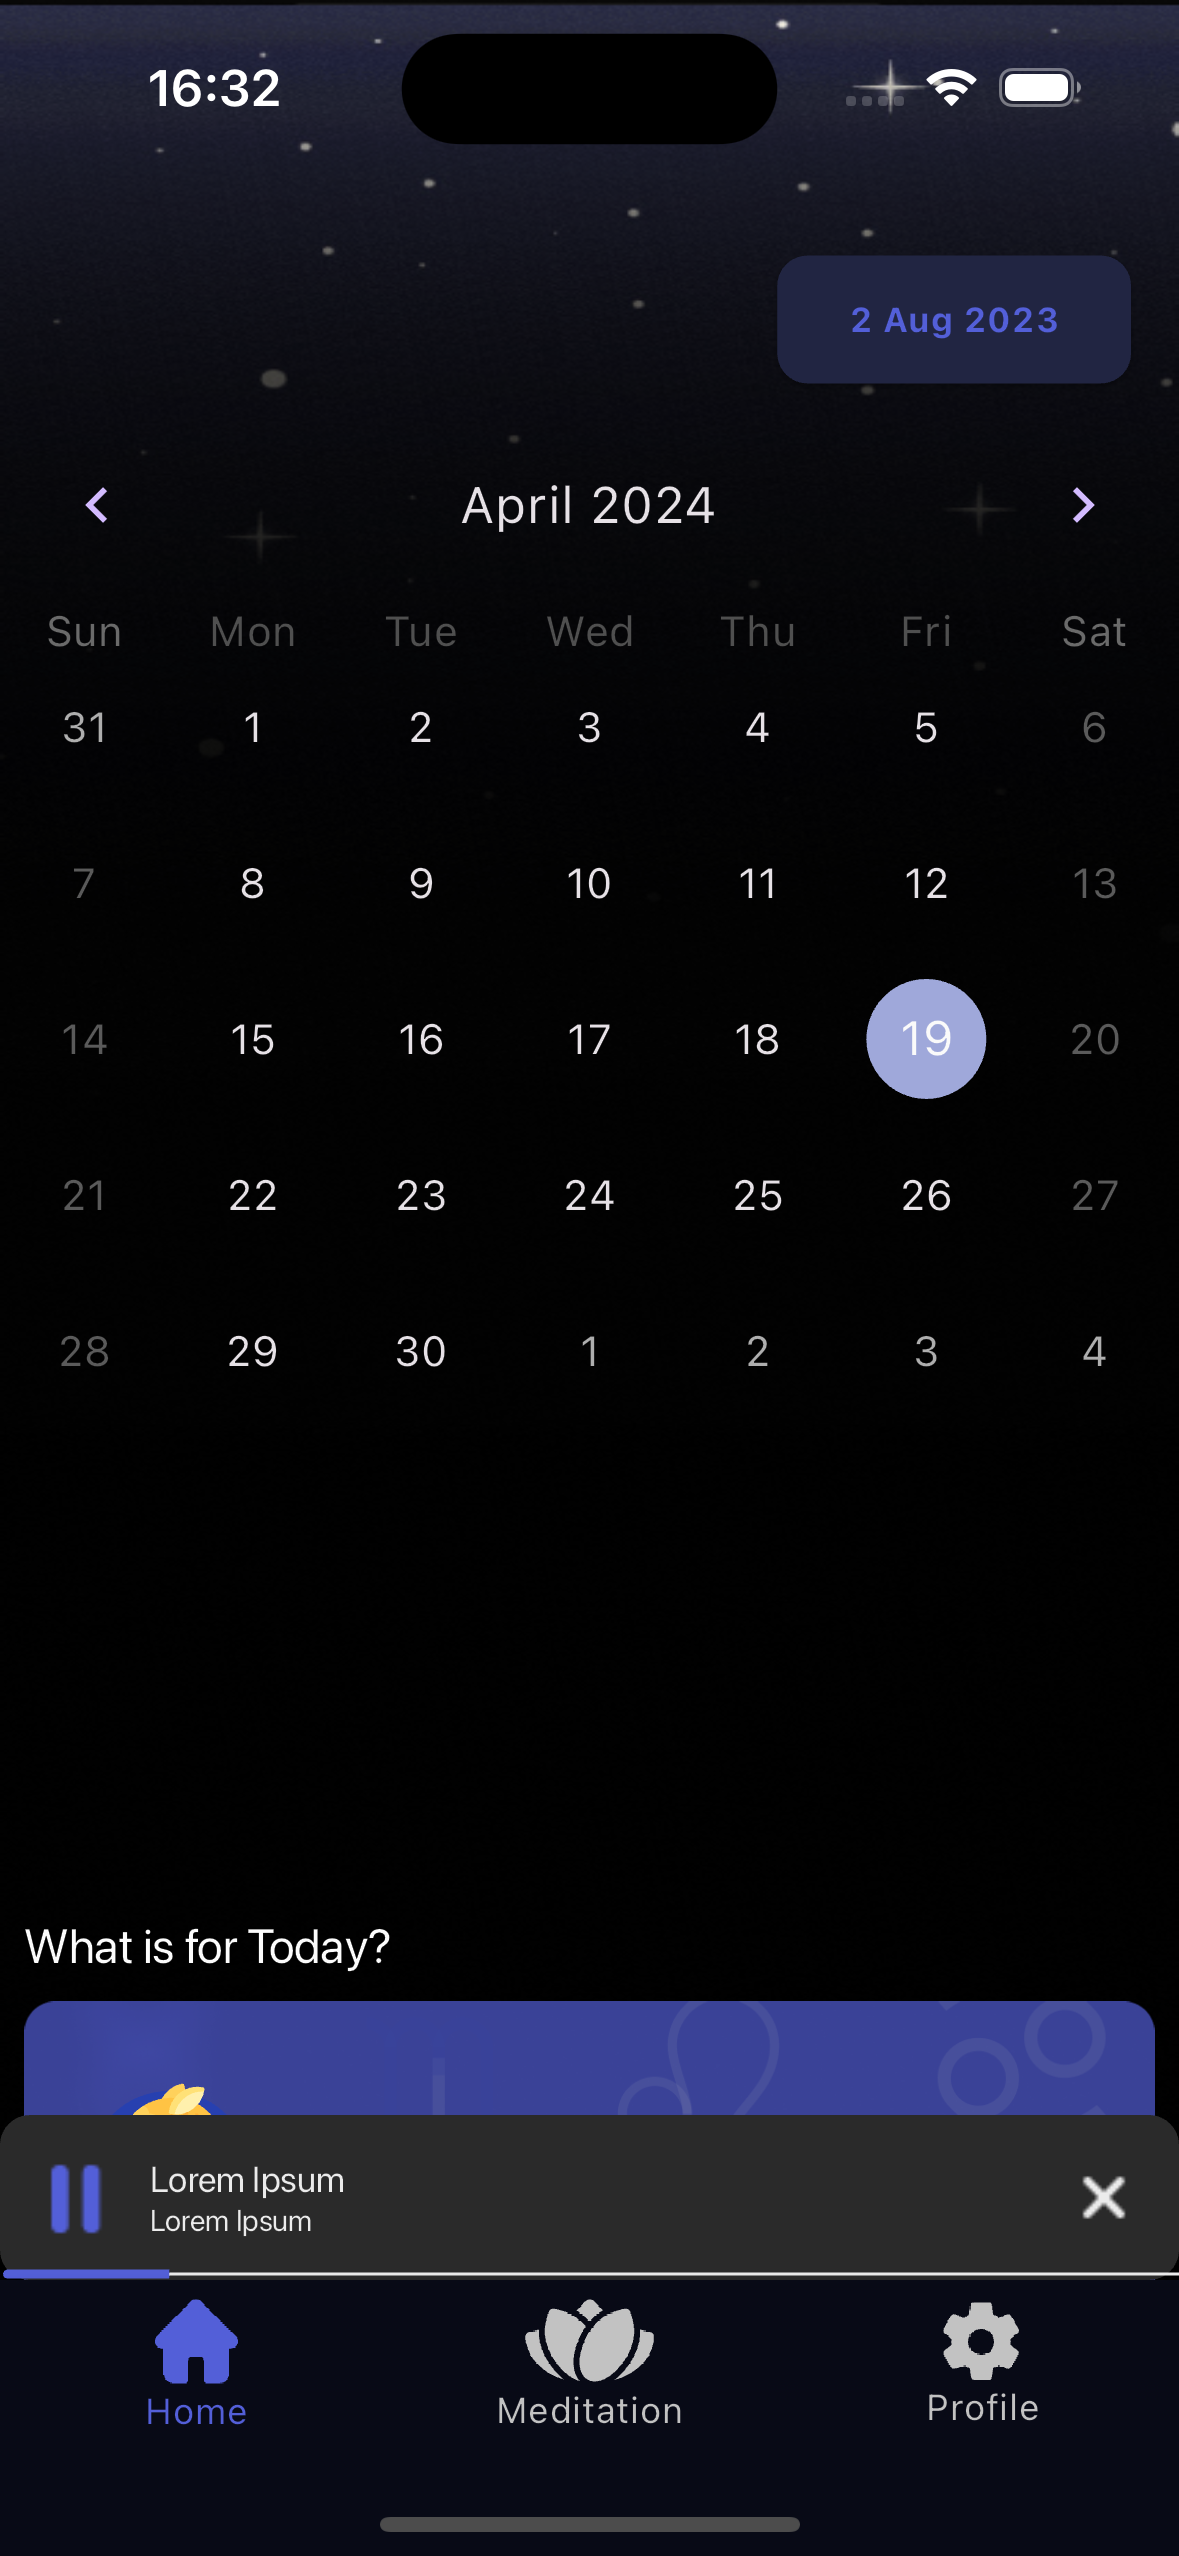 16:32
2 Aug 2023
April 2024
Sun Mon Tue Wed Thu Fri Sat
31 1 2 3 4 5 6
7 8 9 10 11 12 13
14 15 16 17 18 19 20
21 22 23 24 25 26 27
28 29 30 1 2 3 4
What is for Today?
Lorem Ipsum
Lorem Ipsum
Home Meditation Profile